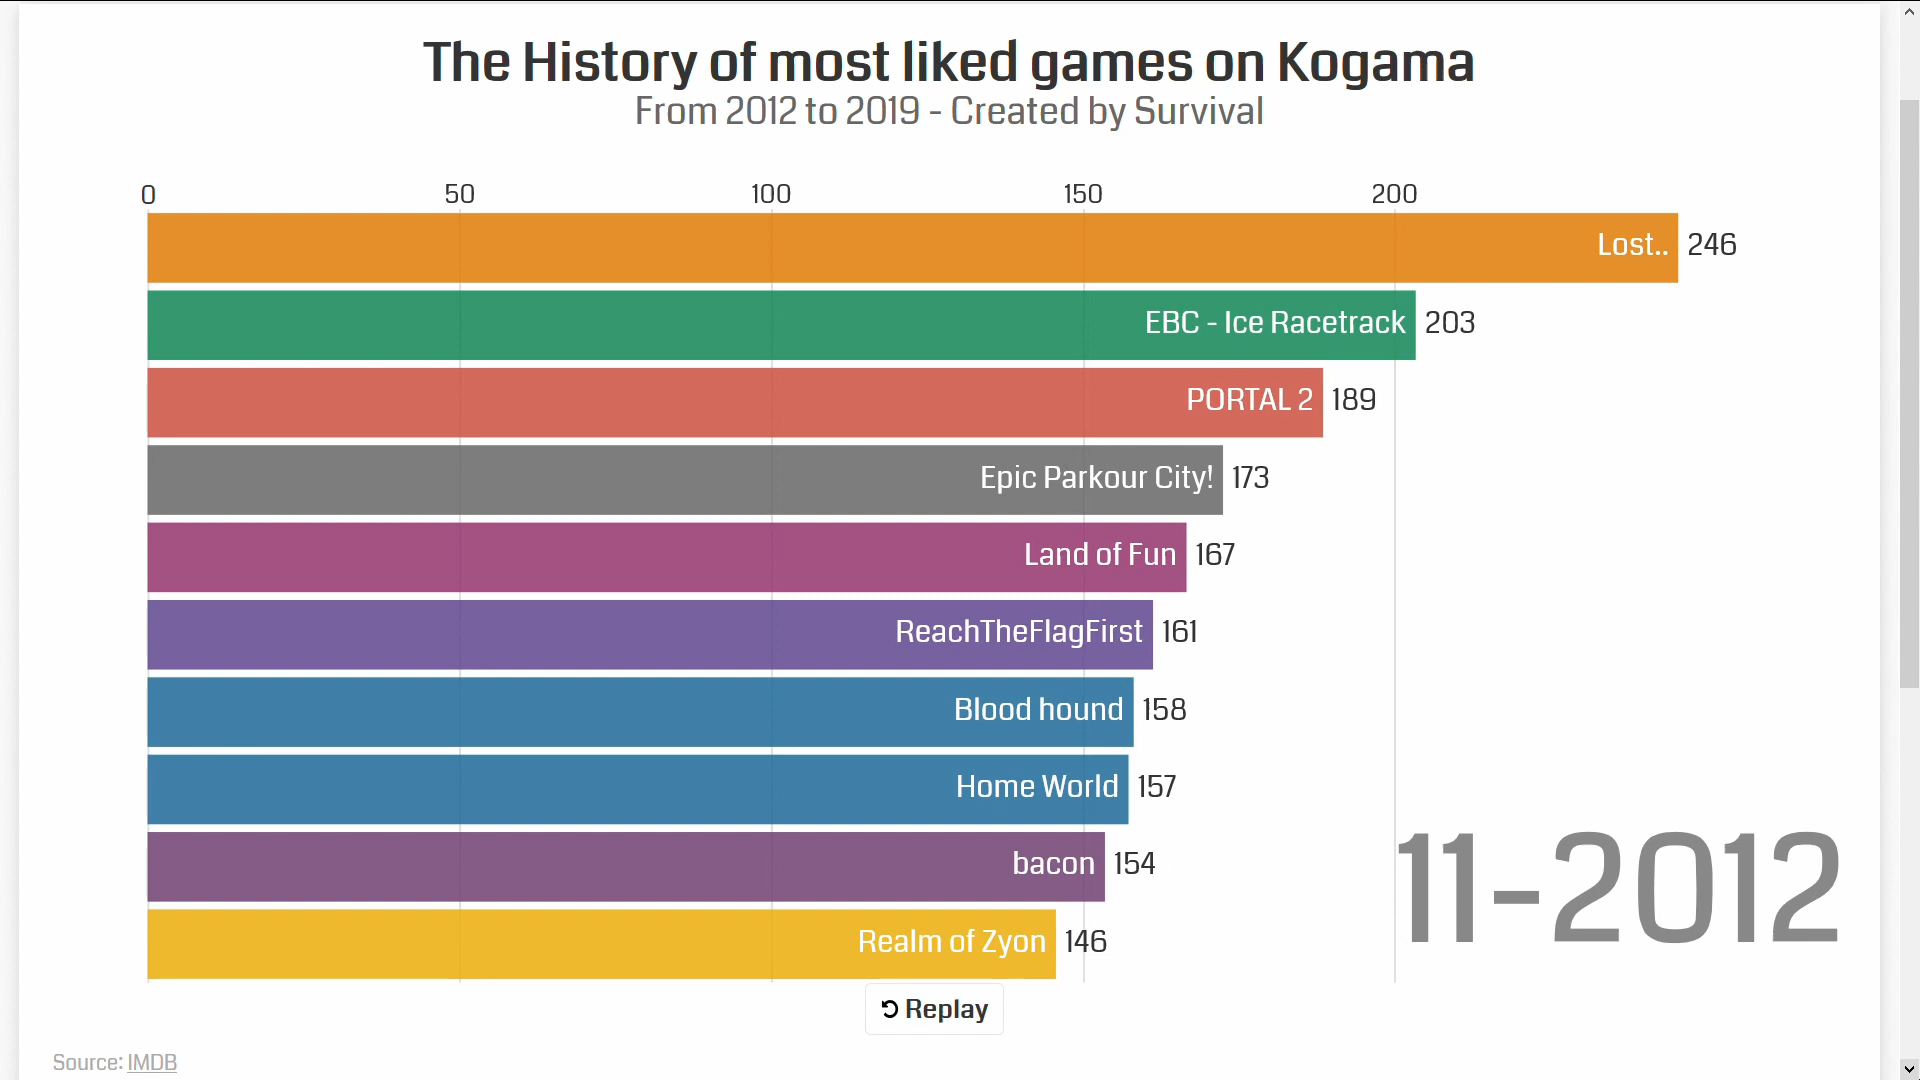 The History of most liked games on Kogama
From 2012 to 2019 - Created by Survival
0 50 100 150 200
Lost.. 246
EBC - Ice Racetrack 203
PORTAL 2 189
Epic Parkour City! 173
Land of Fun 167
ReachTheFlagFirst 161
Blood hound 158
Home World 157
bacon 154
Realm of Zyon 146
11-2012
Replay
Source: IMDB